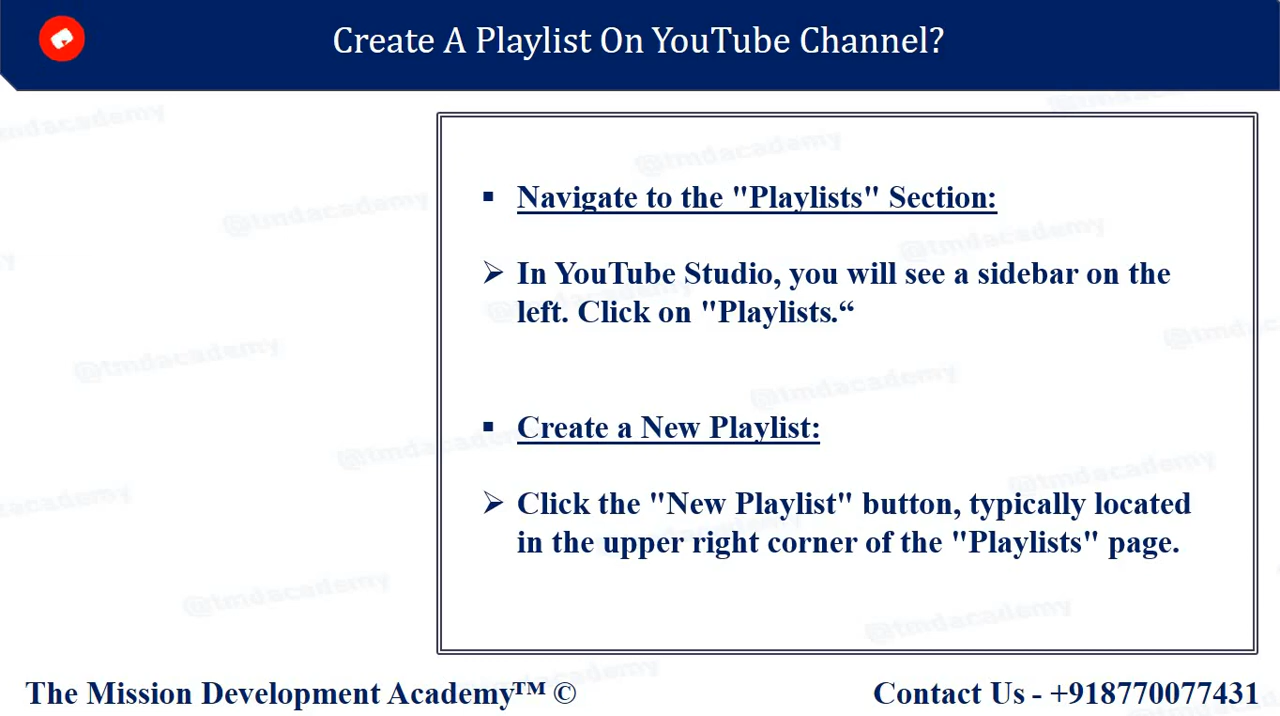 Create A Playlist On YouTube Channel?
▪ Navigate to the "Playlists" Section:
➢ In YouTube Studio, you will see a sidebar on the
left. Click on "Playlists.“
▪ Create a New Playlist:
➢ Click the "New Playlist" button, typically located
in the upper right corner of the "Playlists" page.
The Mission Development Academy™ ©
Contact Us - +918770077431
@tmdacademy